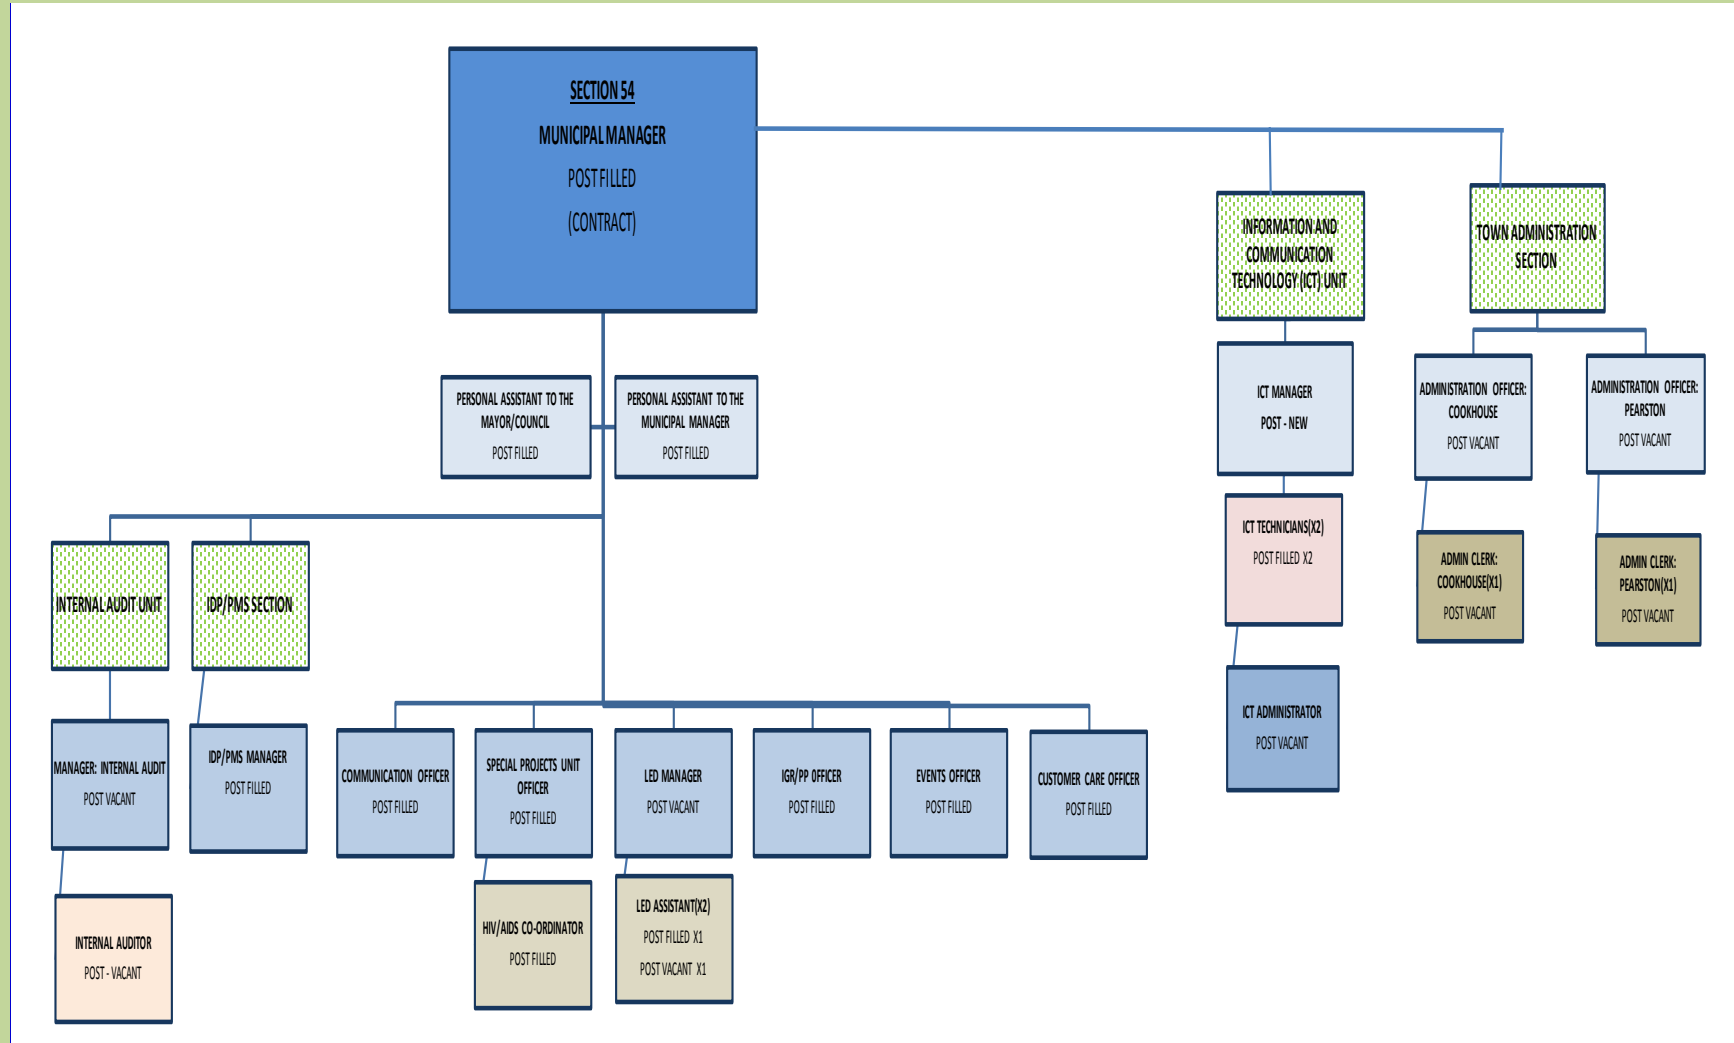 SECTION 54
MUNICIPAL MANAGER
POST FILLED
(CONTRACT)
INFORMATION AND
COMMUNICATION
TECHNOLOGY (ICT) UNIT
TOWN ADMINISTRATION
SECTION
PERSONAL ASSISTANT TO THE
MAYOR/COUNCIL
POST FILLED
PERSONAL ASSISTANT TO THE
MUNICIPAL MANAGER
POST FILLED
ICT MANAGER
POST - NEW
ADMINISTRATION OFFICER:
COOKHOUSE
POST VACANT
ADMINISTRATION OFFICER:
PEARSTON
POST VACANT
ICT TECHNICIANS(X2)
POST FILLED X2
ADMIN CLERK:
COOKHOUSE(X1)
POST VACANT
ADMIN CLERK:
PEARSTON(X1)
POST VACANT
INTERNAL AUDIT UNIT
IDP/PMS SECTION
ICT ADMINISTRATOR
POST VACANT
MANAGER: INTERNAL AUDIT
POST VACANT
IDP/PMS MANAGER
POST FILLED
COMMUNICATION OFFICER
POST FILLED
SPECIAL PROJECTS UNIT
OFFICER
POST FILLED
LED MANAGER
POST VACANT
IGR/PP 0FFICER
POST FILLED
EVENTS OFFICER
POST FILLED
CUSTOMER CARE OFFICER
POST FILLED
INTERNAL AUDITOR
POST - VACANT
HIV/AIDS CO-ORDINATOR
POST FILLED
LED ASSISTANT(X2)
POST FILLED X1
POST VACANT X1